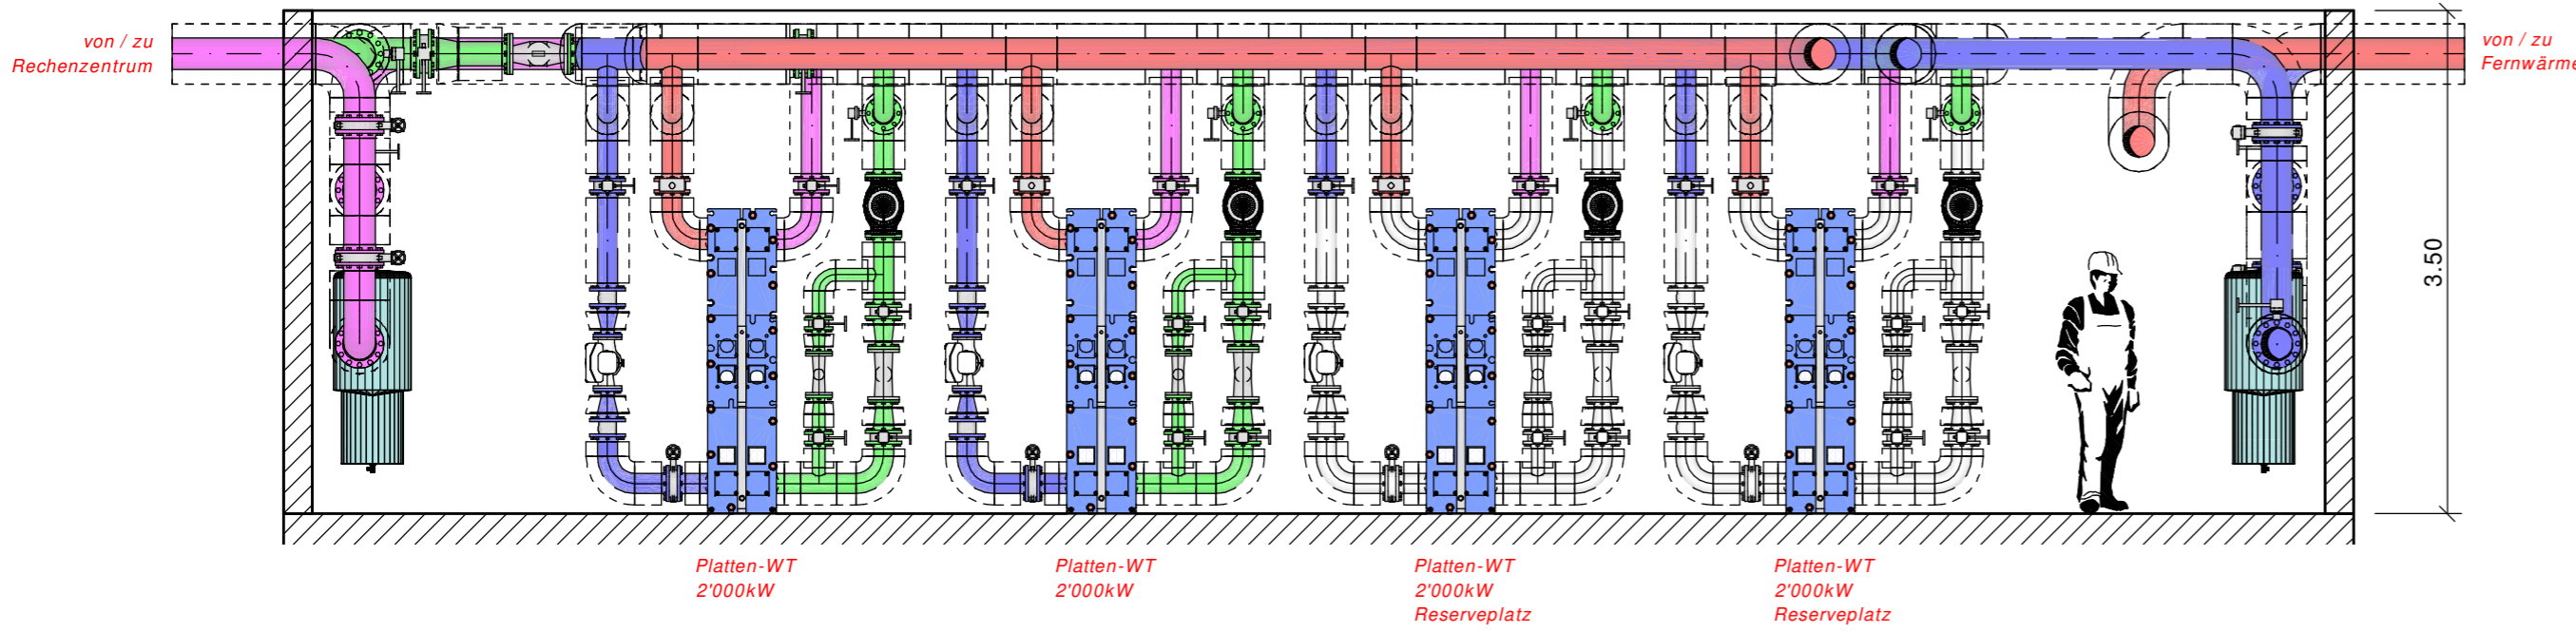 von / zu
Rechenzentrum
von / zu
Fernwärme
3.50
Platten-WT
2'000kW
Platten-WT
2'000kW
Platten-WT
2'000kW
Reserveplatz
Platten-WT
2'000kW
Reserveplatz